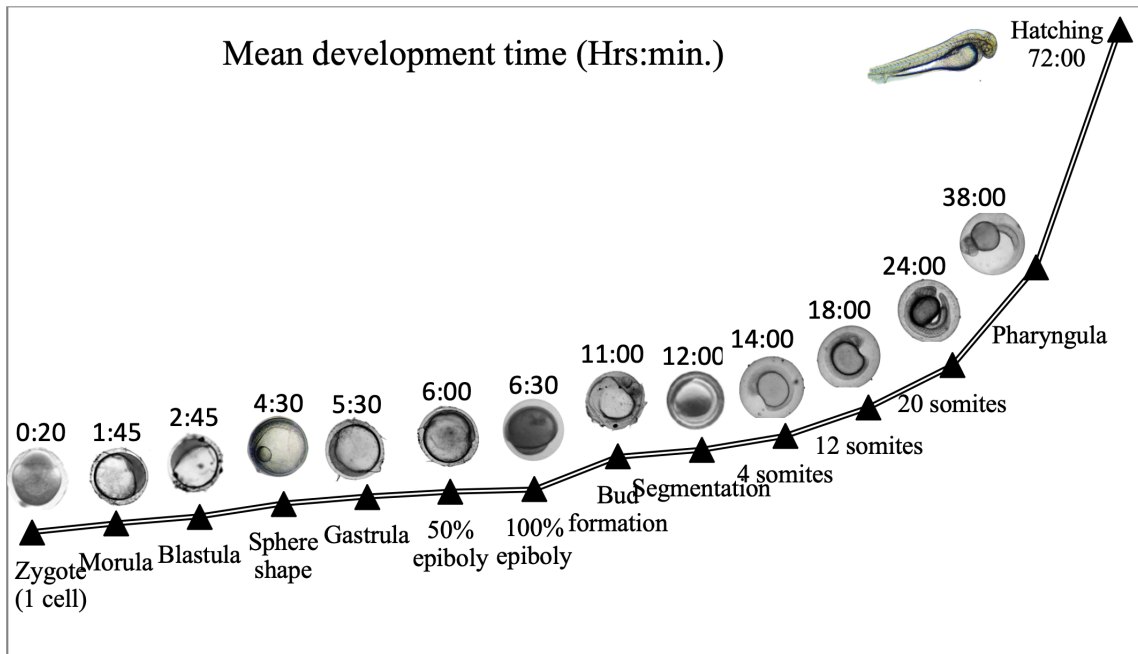 Mean development time (Hrs:min.)
Hatching
72:00
38:00
24:00
18:00
14:00
12:00
11:00
6:30
6:00
5:30
4:30
2:45
1:45
0:20
Zygote
(1 cell)
Morula
Blastula
Sphere
shape
Gastrula
50%
epiboly
100%
epiboly
Bud
formation
Segmentation
4 somites
12 somites
20 somites
Pharyngula